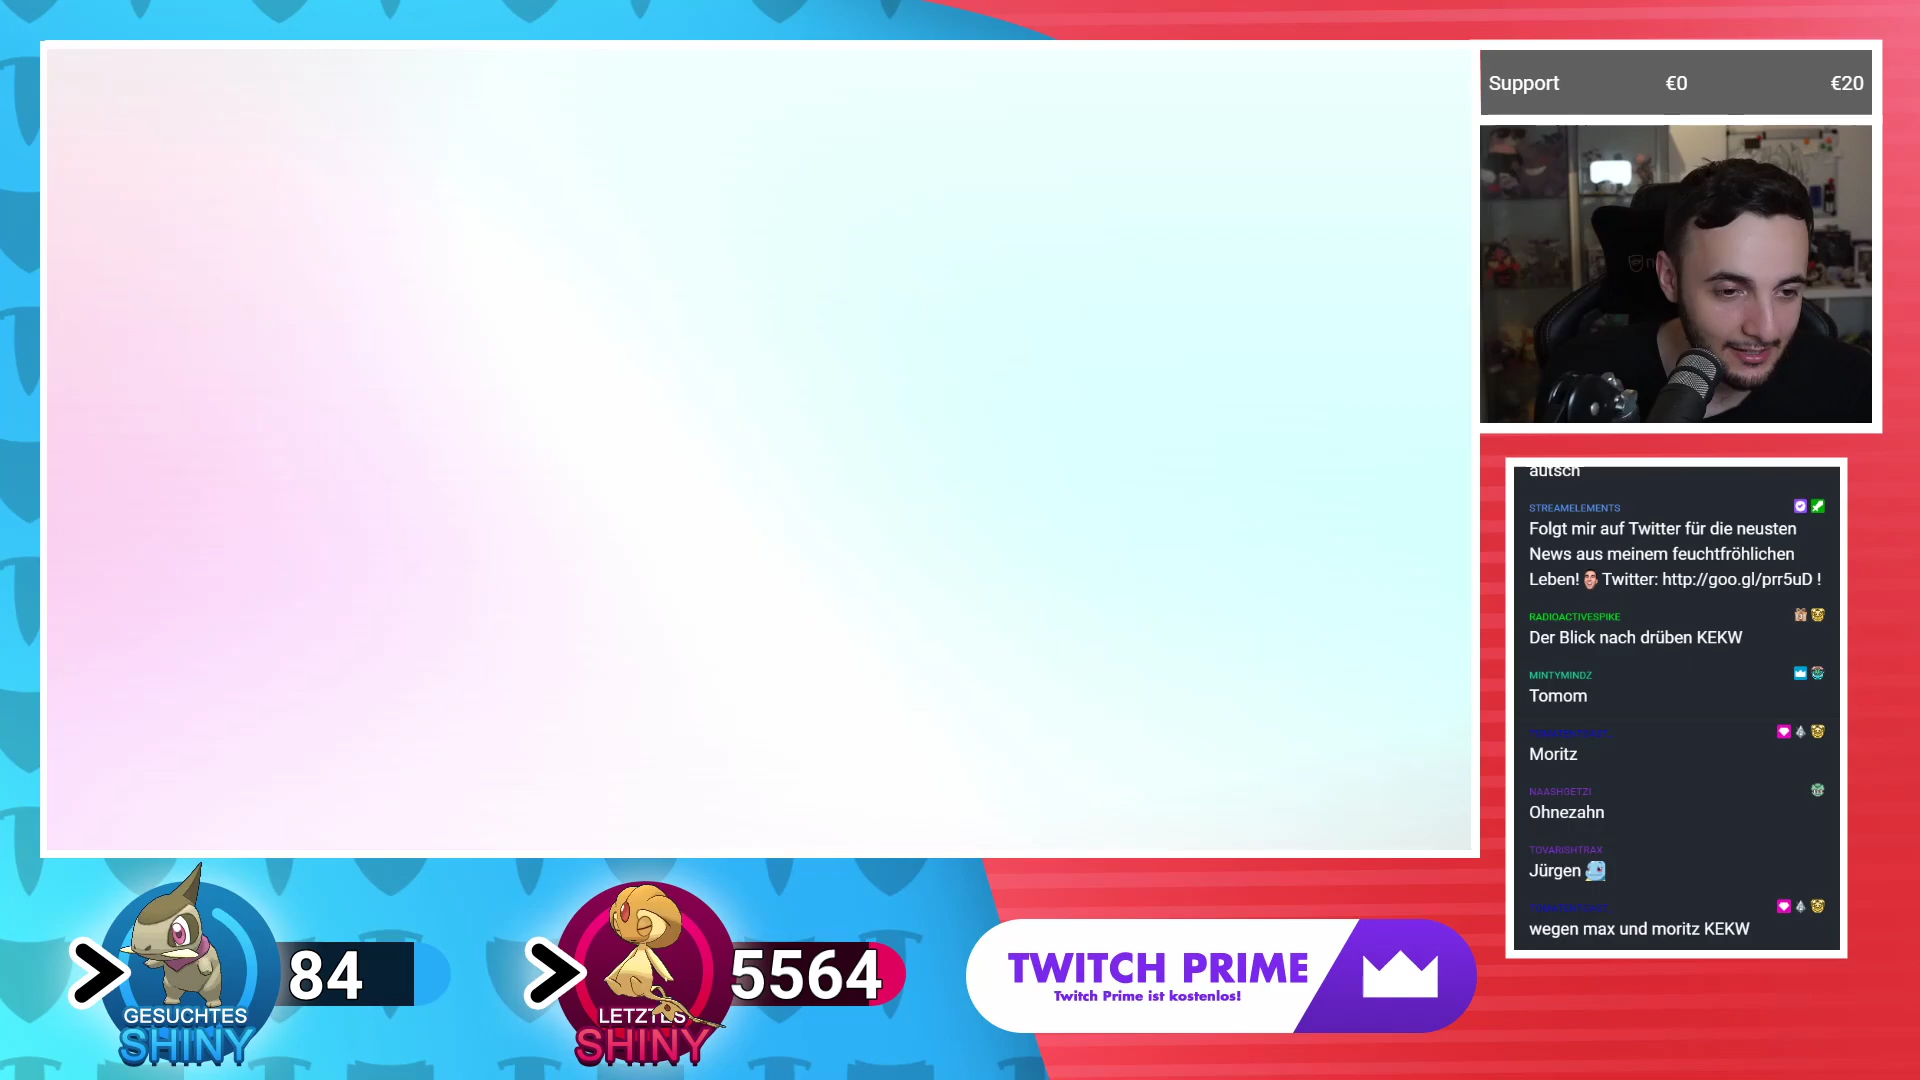 Support €0 €20
autsch
STREAMELEMENTS
Folgt mir auf Twitter für die neusten
News aus meinem feuchtfröhlichen
Leben! Twitter: http://goo.gl/prr5uD !
RADIOACTIVESPIKE
Der Blick nach drüben KEKW
MINTYMINDZ
Tomom
Moritz
NAASHGETZI
Ohnezahn
TOVARISHTRAX
Jürgen
wegen max und moritz KEKW
84
GESUCHTES
SHINY
5564
LETZTES
SHINY
TWITCH PRIME
Twitch Prime ist kostenlos!